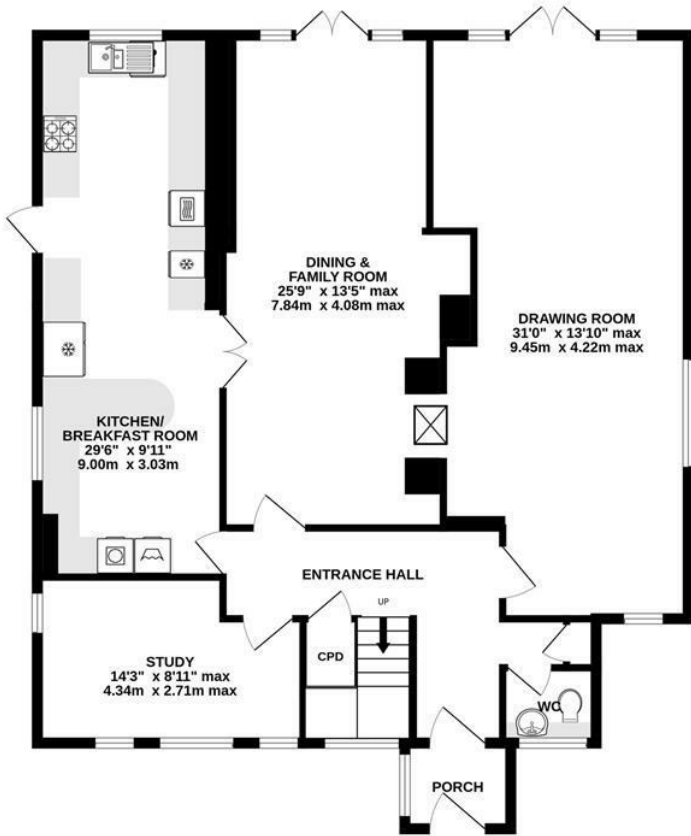 DINING &
FAMILY ROOM
25'9" x 13'5" max
7.84m x 4.08m max
DRAWING ROOM
31'0" x 13'10" max
9.45m x 4.22m max
KITCHEN/
BREAKFAST ROOM
29'6" x 9'11"
9.00m x 3.03m
ENTRANCE HALL
UP
CPD
STUDY
14'3" x 8'11" max
4.34m x 2.71m max
WC
PORCH